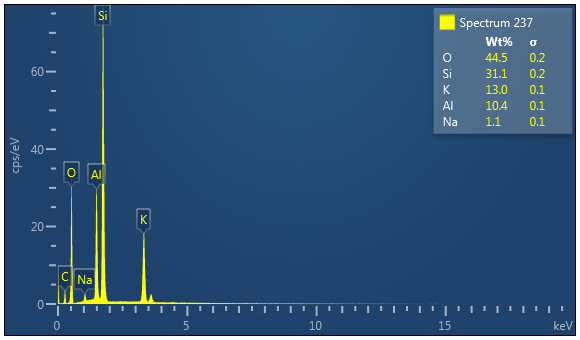 Spectrum 237
Wt% σ
O 44.5 0.2
Si 31.1 0.2
K 13.0 0.1
Al 10.4 0.1
Na 1.1 0.1
Si
60
cps/eV
40
O
Al
20
K
C
Na
0
0 5 10 15 keV